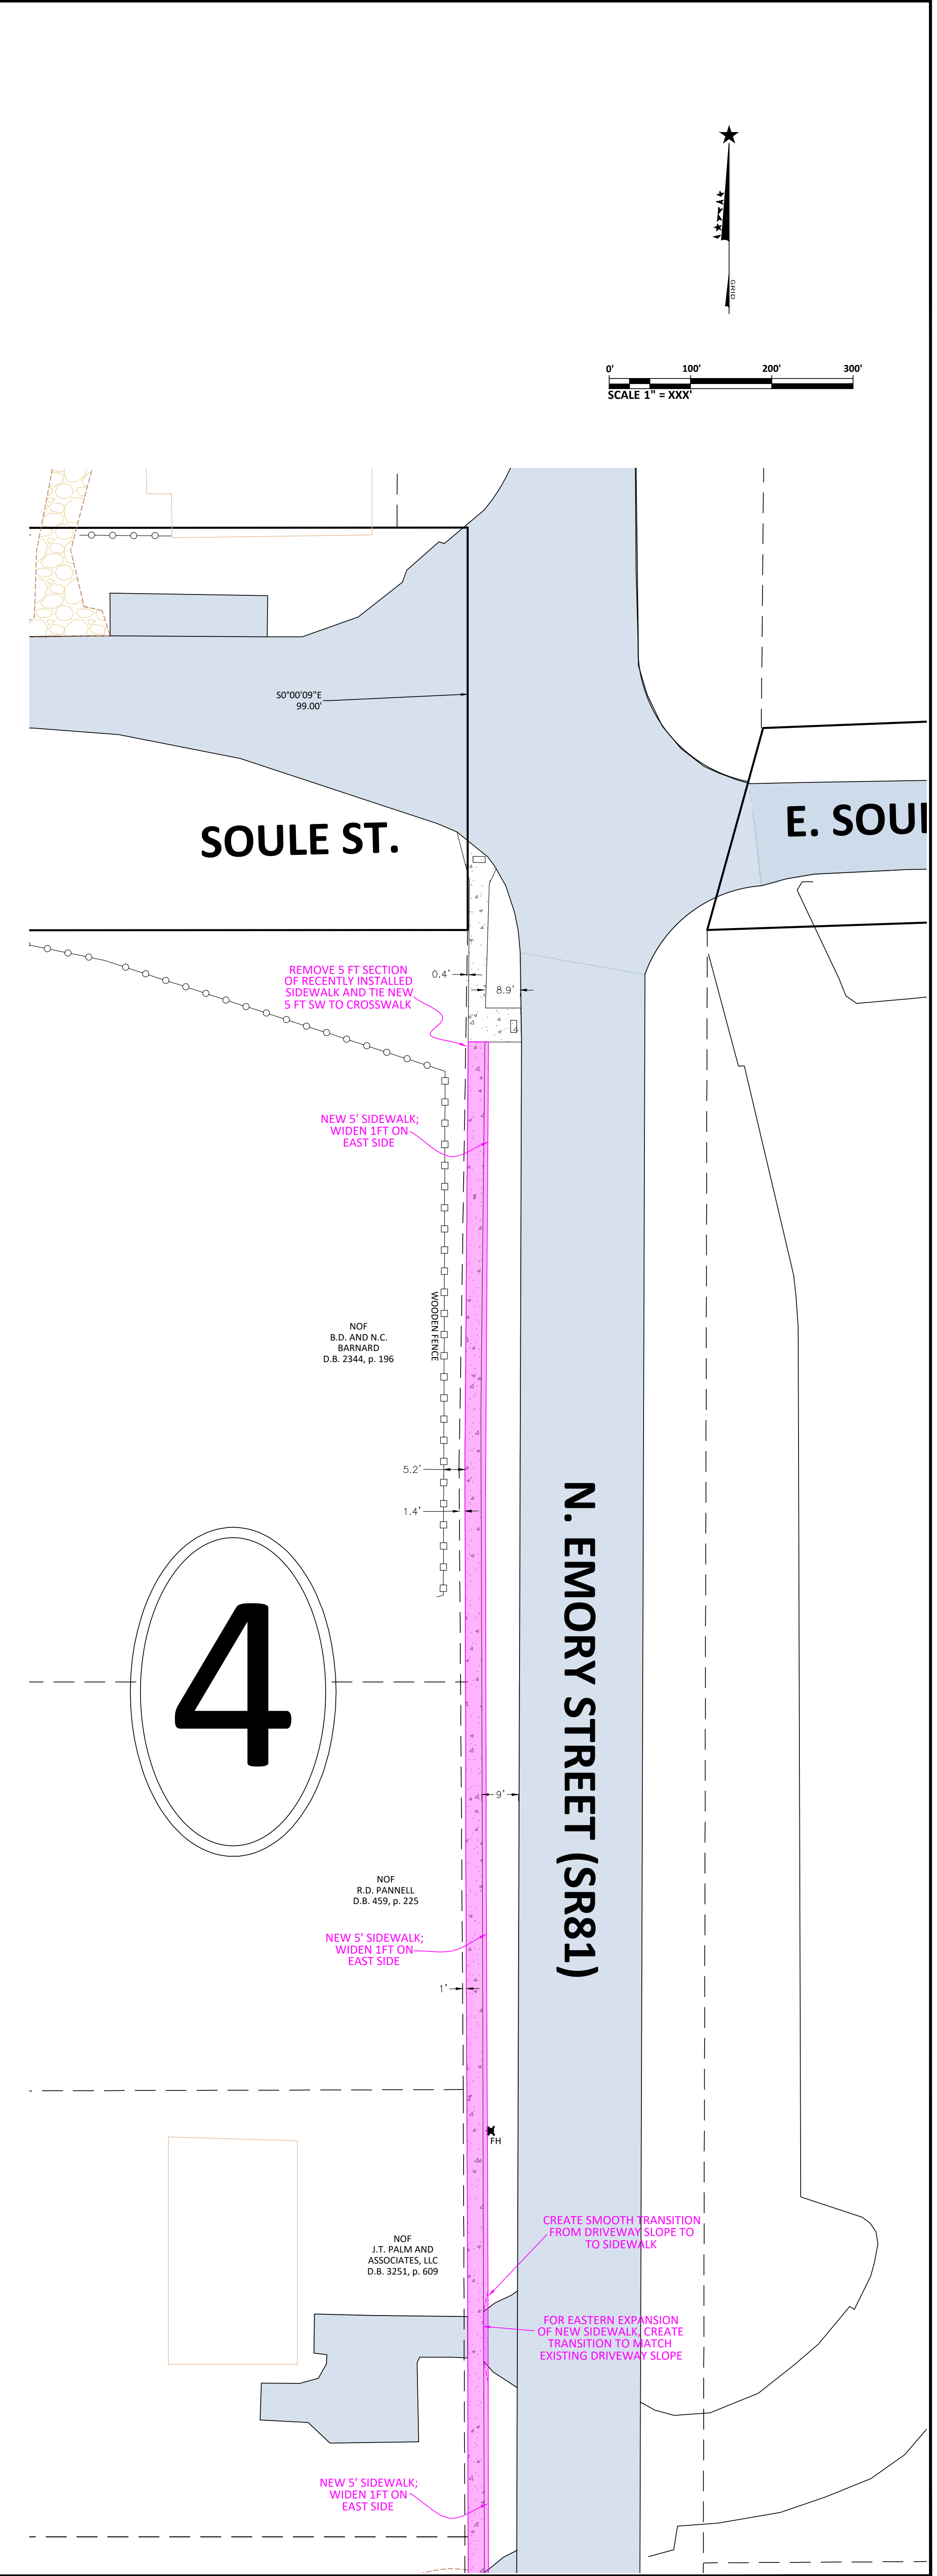 GRID
0' 100' 200' 300'
SCALE 1" = XXX'
S0°00'09"E
99.00'
SOULE ST.
E. SOUL
REMOVE 5 FT SECTION
OF RECENTLY INSTALLED
SIDEWALK AND TIE NEW
5 FT SW TO CROSSWALK
0.4'
8.9'
NEW 5' SIDEWALK;
WIDEN 1FT ON
EAST SIDE
WOODEN FENCE
NOF
B.D. AND N.C.
BARNARD
D.B. 2344, p. 196
5.2'
1.4'
N. EMORY STREET (SR81)
4
9'
NOF
R.D. PANNELL
D.B. 459, p. 225
NEW 5' SIDEWALK;
WIDEN 1FT ON
EAST SIDE
1'
FH
CREATE SMOOTH TRANSITION
FROM DRIVEWAY SLOPE TO
TO SIDEWALK
NOF
J.T. PALM AND
ASSOCIATES, LLC
D.B. 3251, p. 609
FOR EASTERN EXPANSION
OF NEW SIDEWALK, CREATE
TRANSITION TO MATCH
EXISTING DRIVEWAY SLOPE
NEW 5' SIDEWALK;
WIDEN 1FT ON
EAST SIDE